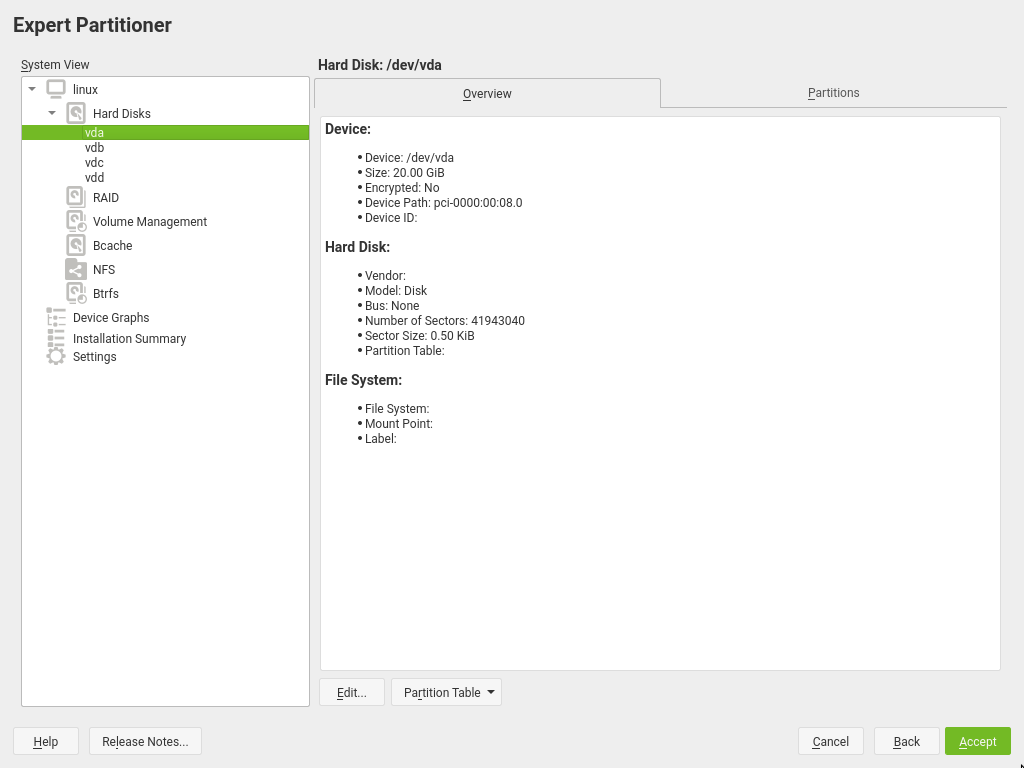 Expert Partitioner
System View
linux
Hard Disks
vda
vdb
vdc
vdd
RAID
Volume Management
Bcache
NFS
Btrfs
Device Graphs
Installation Summary
Settings
Hard Disk: /dev/vda
Overview
Partitions
Device:
• Device: /dev/vda
• Size: 20.00 GiB
• Encrypted: No
• Device Path: pci-0000:00:08.0
• Device ID:
Hard Disk:
• Vendor:
• Model: Disk
• Bus: None
• Number of Sectors: 41943040
• Sector Size: 0.50 KiB
• Partition Table:
File System:
• File System:
• Mount Point:
• Label:
Edit...
Partition Table
Help
Release Notes...
Cancel
Back
Accept